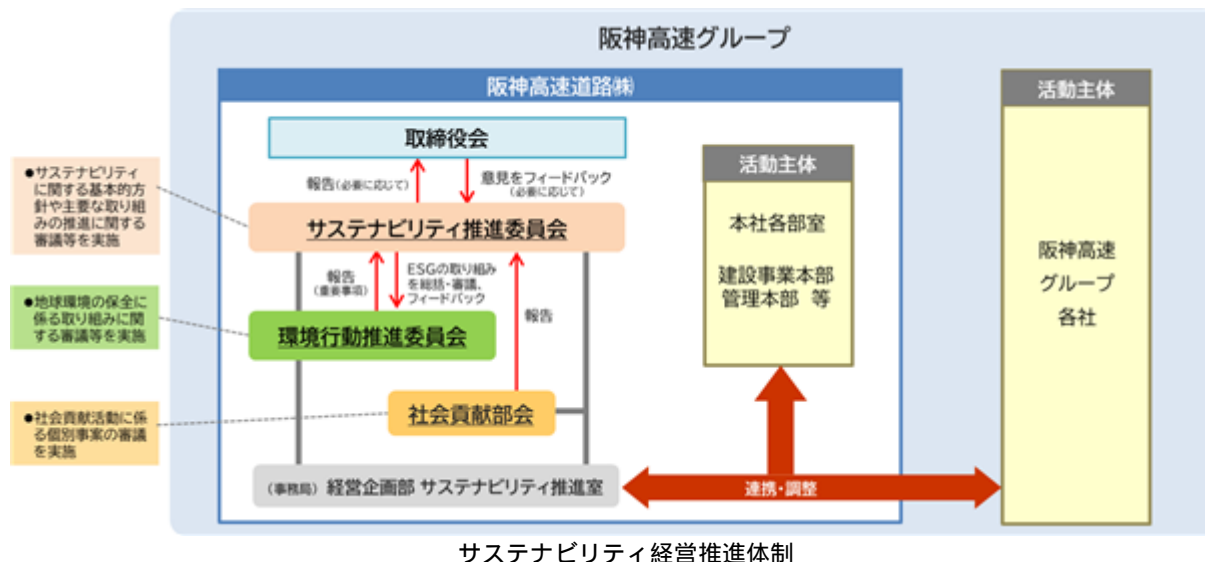 阪神高速グループ
阪神高速道路㈱
取締役会
報告(必要に応じて)
意見をフィードバック
(必要に応じて)
●サステナビリティ
に関する基本的方
針や主要な取り組
みの推進に関する
審議等を実施
サステナビリティ推進委員会
報告
(重要事項)
ESGの取り組み
を総括・審議、
フィードバック
報告
●地球環境の保全に
係る取り組みに関
する審議等を実施
環境行動推進委員会
●社会貢献活動に係
る個別事案の審議
を実施
社会貢献部会
(事務局) 経営企画部 サステナビリティ推進室
活動主体
本社各部室
建設事業本部
管理本部 等
連携・調整
活動主体
阪神高速
グループ
各社
サステナビリティ経営推進体制